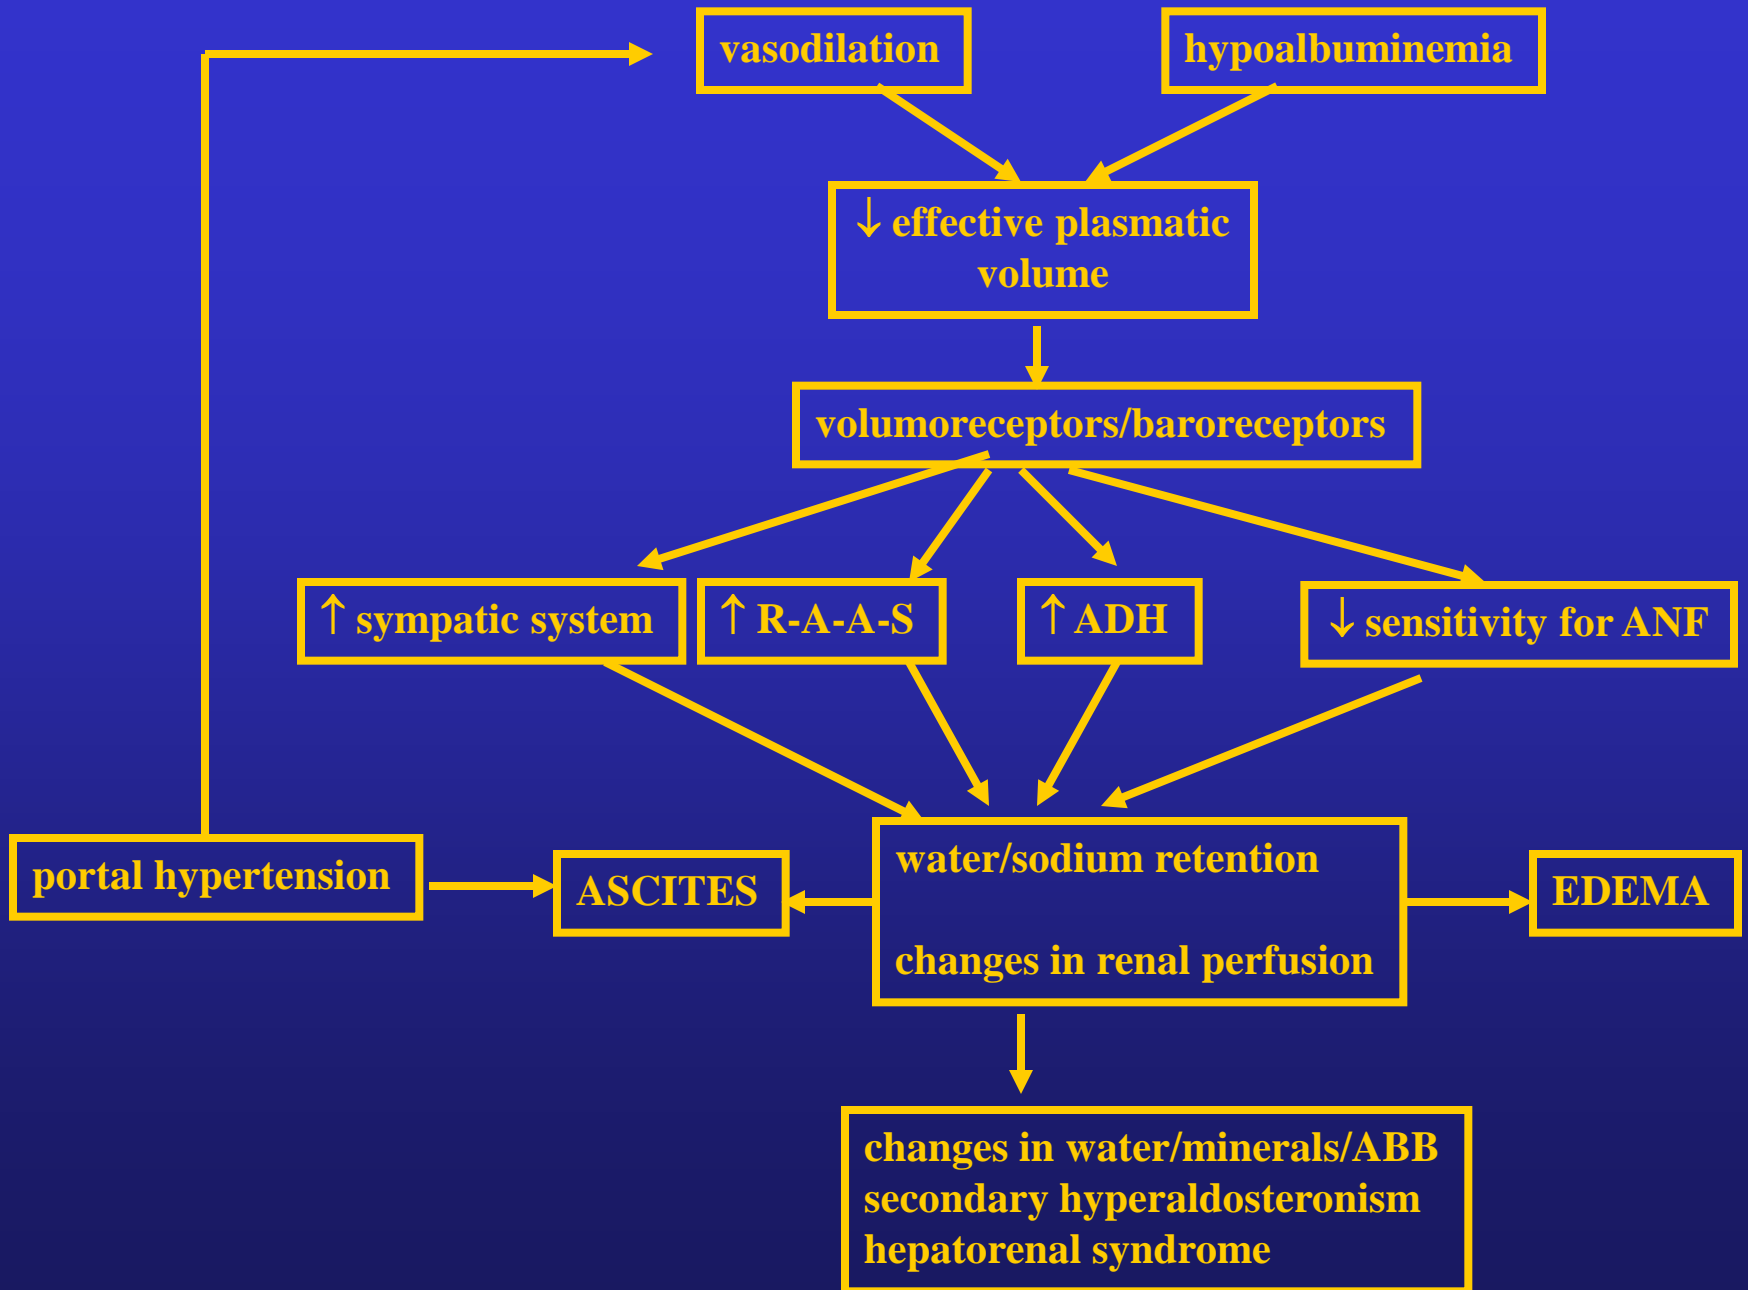 vasodilation
hypoalbuminemia
↓ effective plasmatic
volume
volumoreceptors/baroreceptors
↑ sympatic system
↑ R-A-A-S
↑ ADH
↓ sensitivity for ANF
portal hypertension
ASCITES
water/sodium retention
changes in renal perfusion
EDEMA
changes in water/minerals/ABB
secondary hyperaldosteronism
hepatorenal syndrome